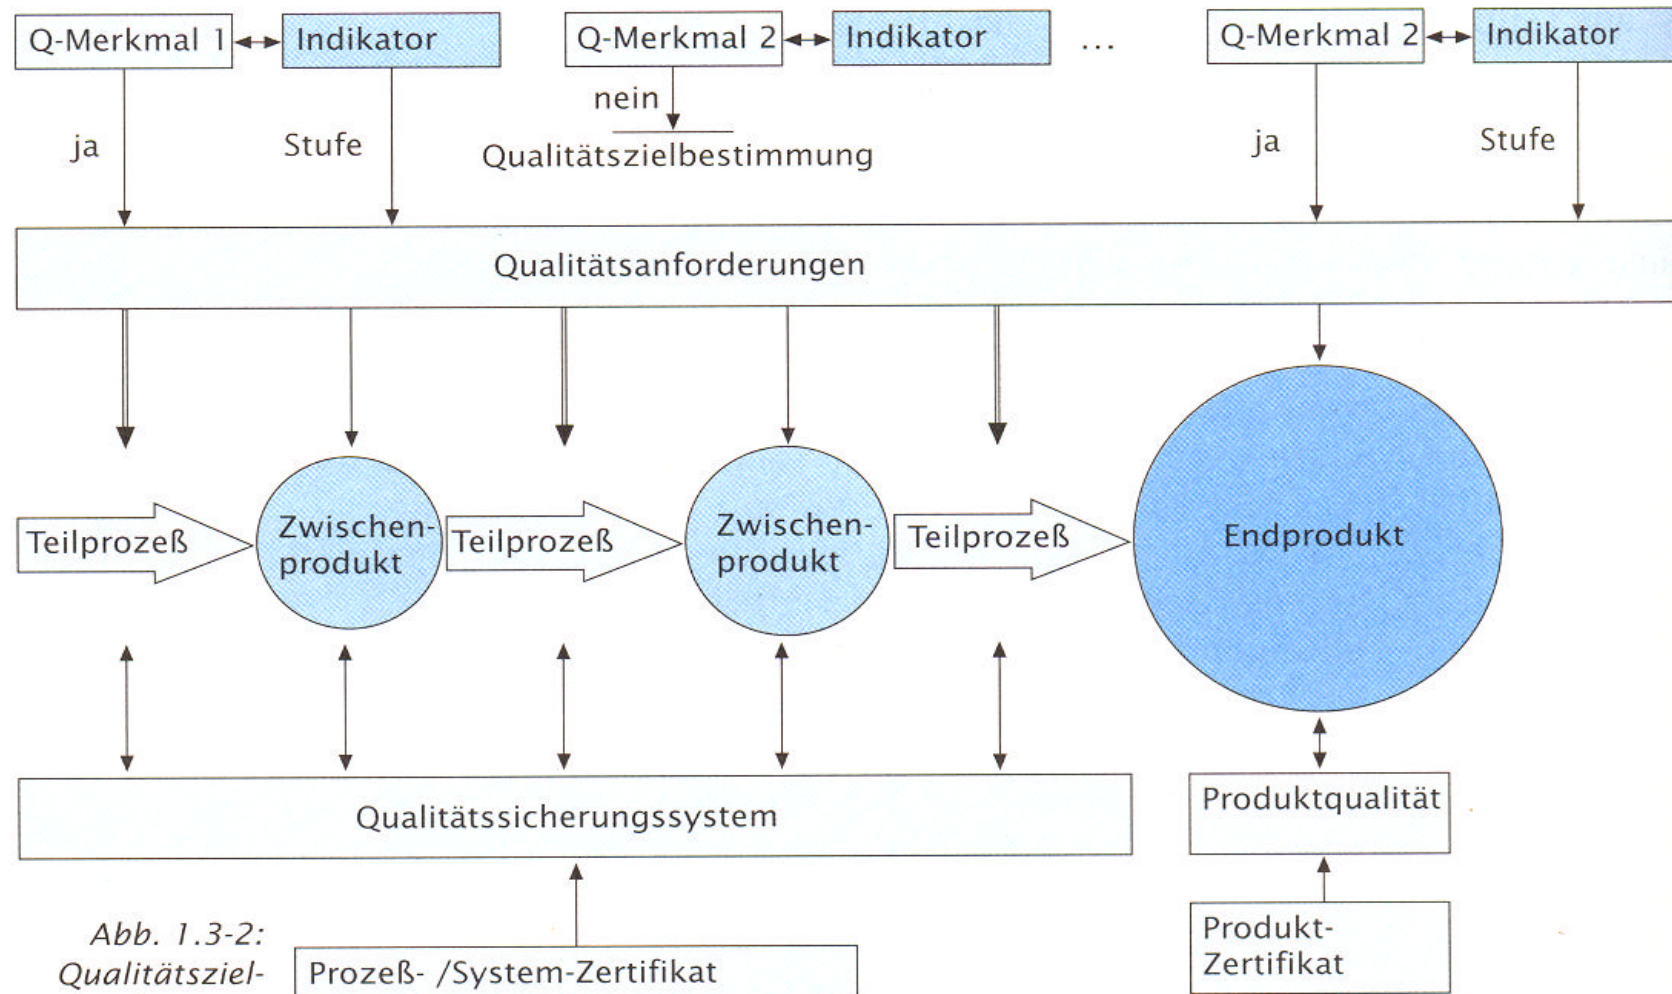 Q-Merkmal 1 Indikator Q-Merkmal 2 Indikator ... Q-Merkmal 2 Indikator
nein
ja Stufe ja Stufe
Qualitätszielbestimmung
Qualitätsanforderungen
Teilprozeß
Zwischen-
produkt
Teilprozeß
Zwischen-
produkt
Teilprozeß
Endprodukt
Qualitätssicherungssystem
Produktqualität
Abb. 1.3-2:
Qualitätsziel-
Prozeß- /System-Zertifikat
Produkt-
Zertifikat